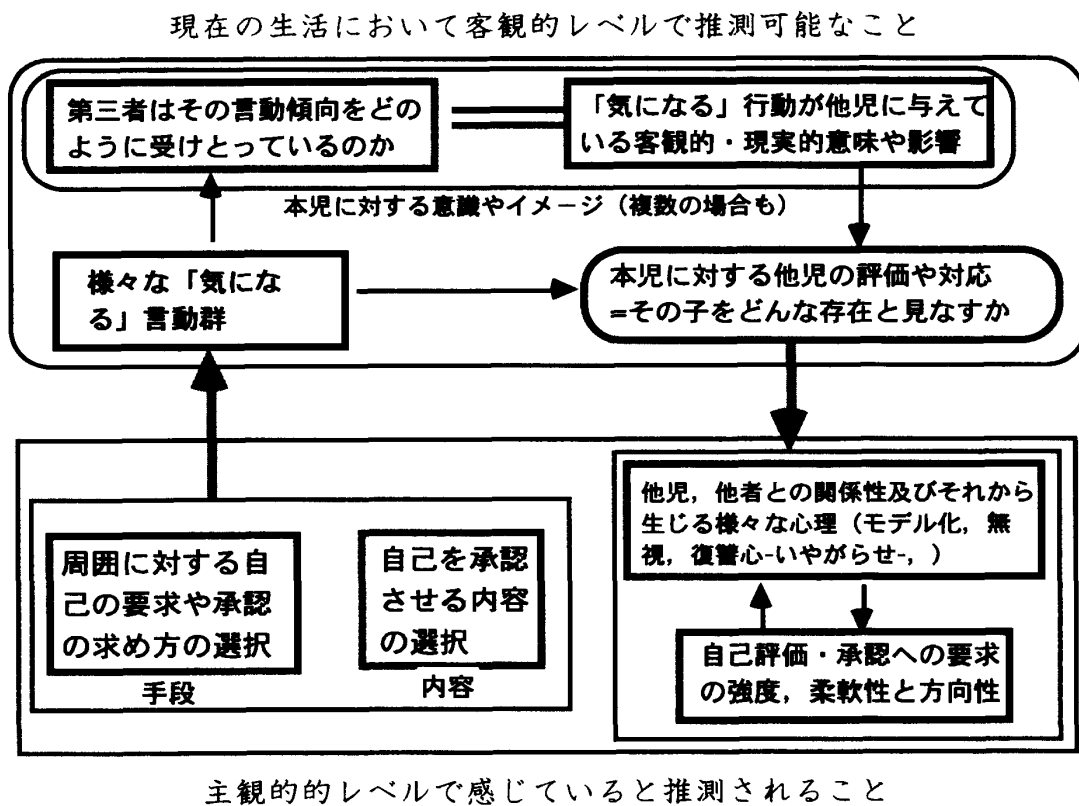 現在の生活において客観的レベルで推測可能なこと
第三者はその言動傾向をどの
ように受けとっているのか
「気になる」行動が他児に与えて
いる客観的・現実的意味や影響
本児に対する意識やイメージ（複数の場合も）
様々な「気にな
る」言動群
本児に対する他児の評価や対応
=その子をどんな存在と見なすか
他児，他者との関係性及びそれから
生じる様々な心理（モデル化，無
視，復讐心-いやがらせ-，）
周囲に対する自
己の要求や承認
の求め方の選択
手段
自己を承認
させる内容
の選択
内容
自己評価・承認への要求
の強度，柔軟性と方向性
主観的的レベルで感じていると推測されること